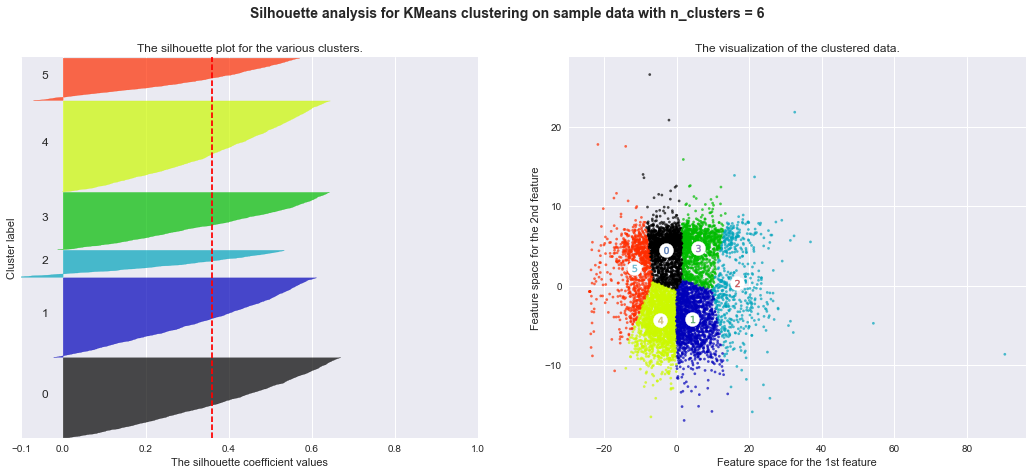 Silhouette analysis for KMeans clustering on sample data with n_clusters = 6
The silhouette plot for the various clusters.
Cluster label
5
4
3
2
1
0
−0.1 0.0 0.2 0.4 0.6 0.8 1.0
The silhouette coefficient values
The visualization of the clustered data.
Feature space for the 2nd feature
20
10
0
−10
0
3
5
2
4
1
−20 0 20 40 60 80
Feature space for the 1st feature